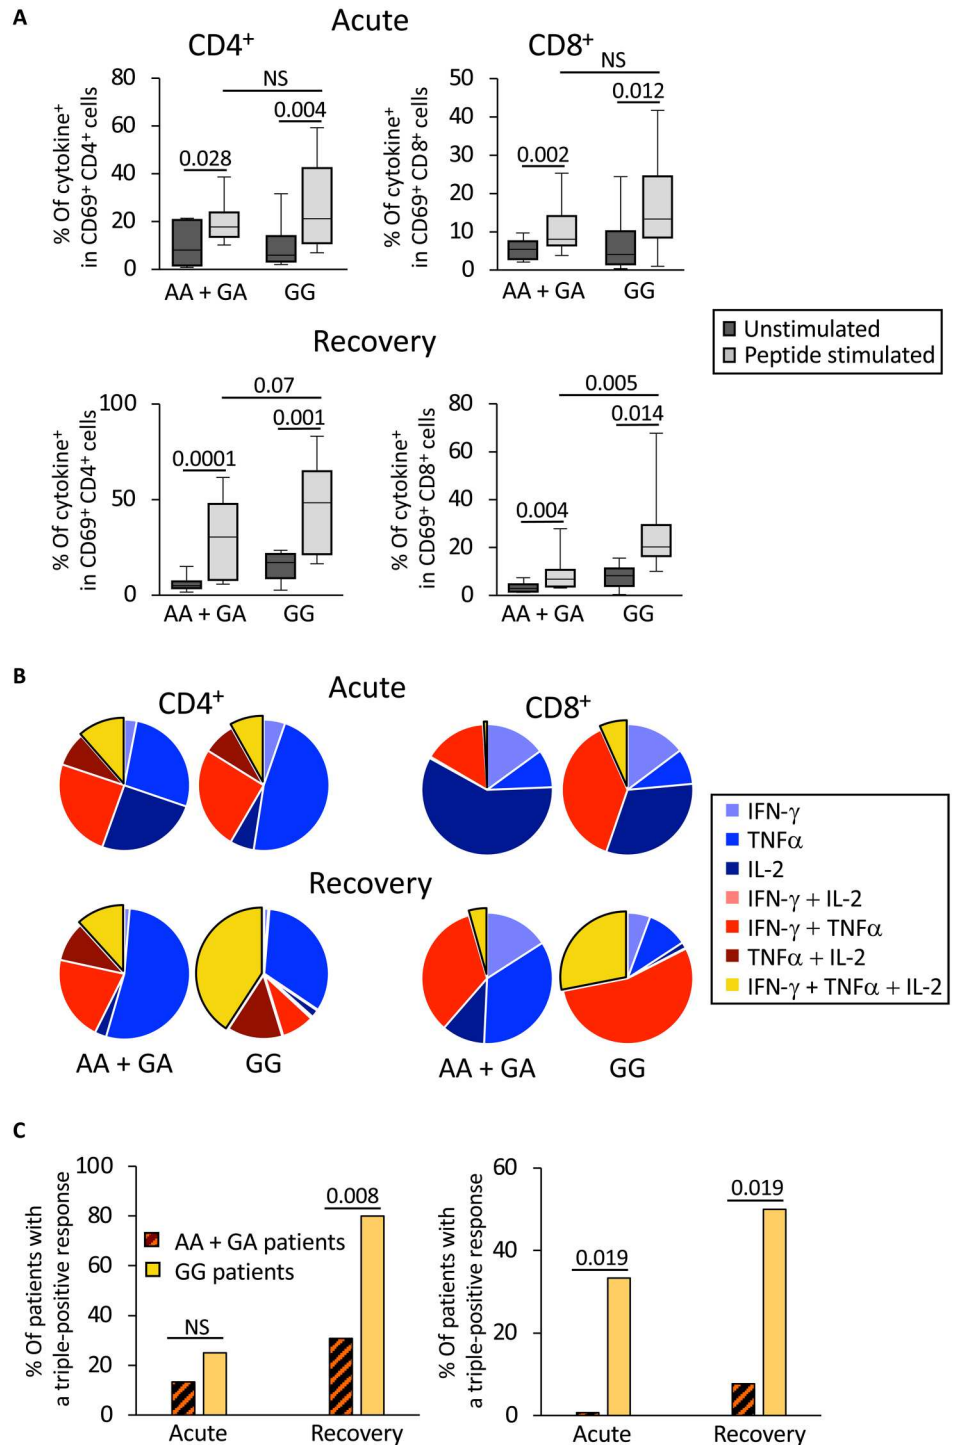 A
Acute
CD4+
CD8+
% Of cytokine+
in CD69+ CD4+ cells
80
60
40
20
0
NS
0.028
0.004
AA + GA
GG
% Of cytokine+
in CD69+ CD8+ cells
50
40
30
20
10
0
NS
0.002
0.012
AA + GA
GG
Unstimulated
Peptide stimulated
Recovery
% Of cytokine+
in CD69+ CD4+ cells
100
50
0
0.07
0.0001
0.001
AA + GA
GG
% Of cytokine+
in CD69+ CD8+ cells
80
60
40
20
0
0.005
0.004
0.014
AA + GA
GG
B
Acute
CD4+
CD8+
Recovery
AA + GA
GG
AA + GA
GG
IFN-γ
TNFα
IL-2
IFN-γ + IL-2
IFN-γ + TNFα
TNFα + IL-2
IFN-γ + TNFα + IL-2
C
% Of patients with
a triple-positive response
100
80
60
40
20
0
AA + GA patients
GG patients
NS
0.008
Acute
Recovery
% Of patients with
a triple-positive response
60
40
20
0
0.019
0.019
Acute
Recovery